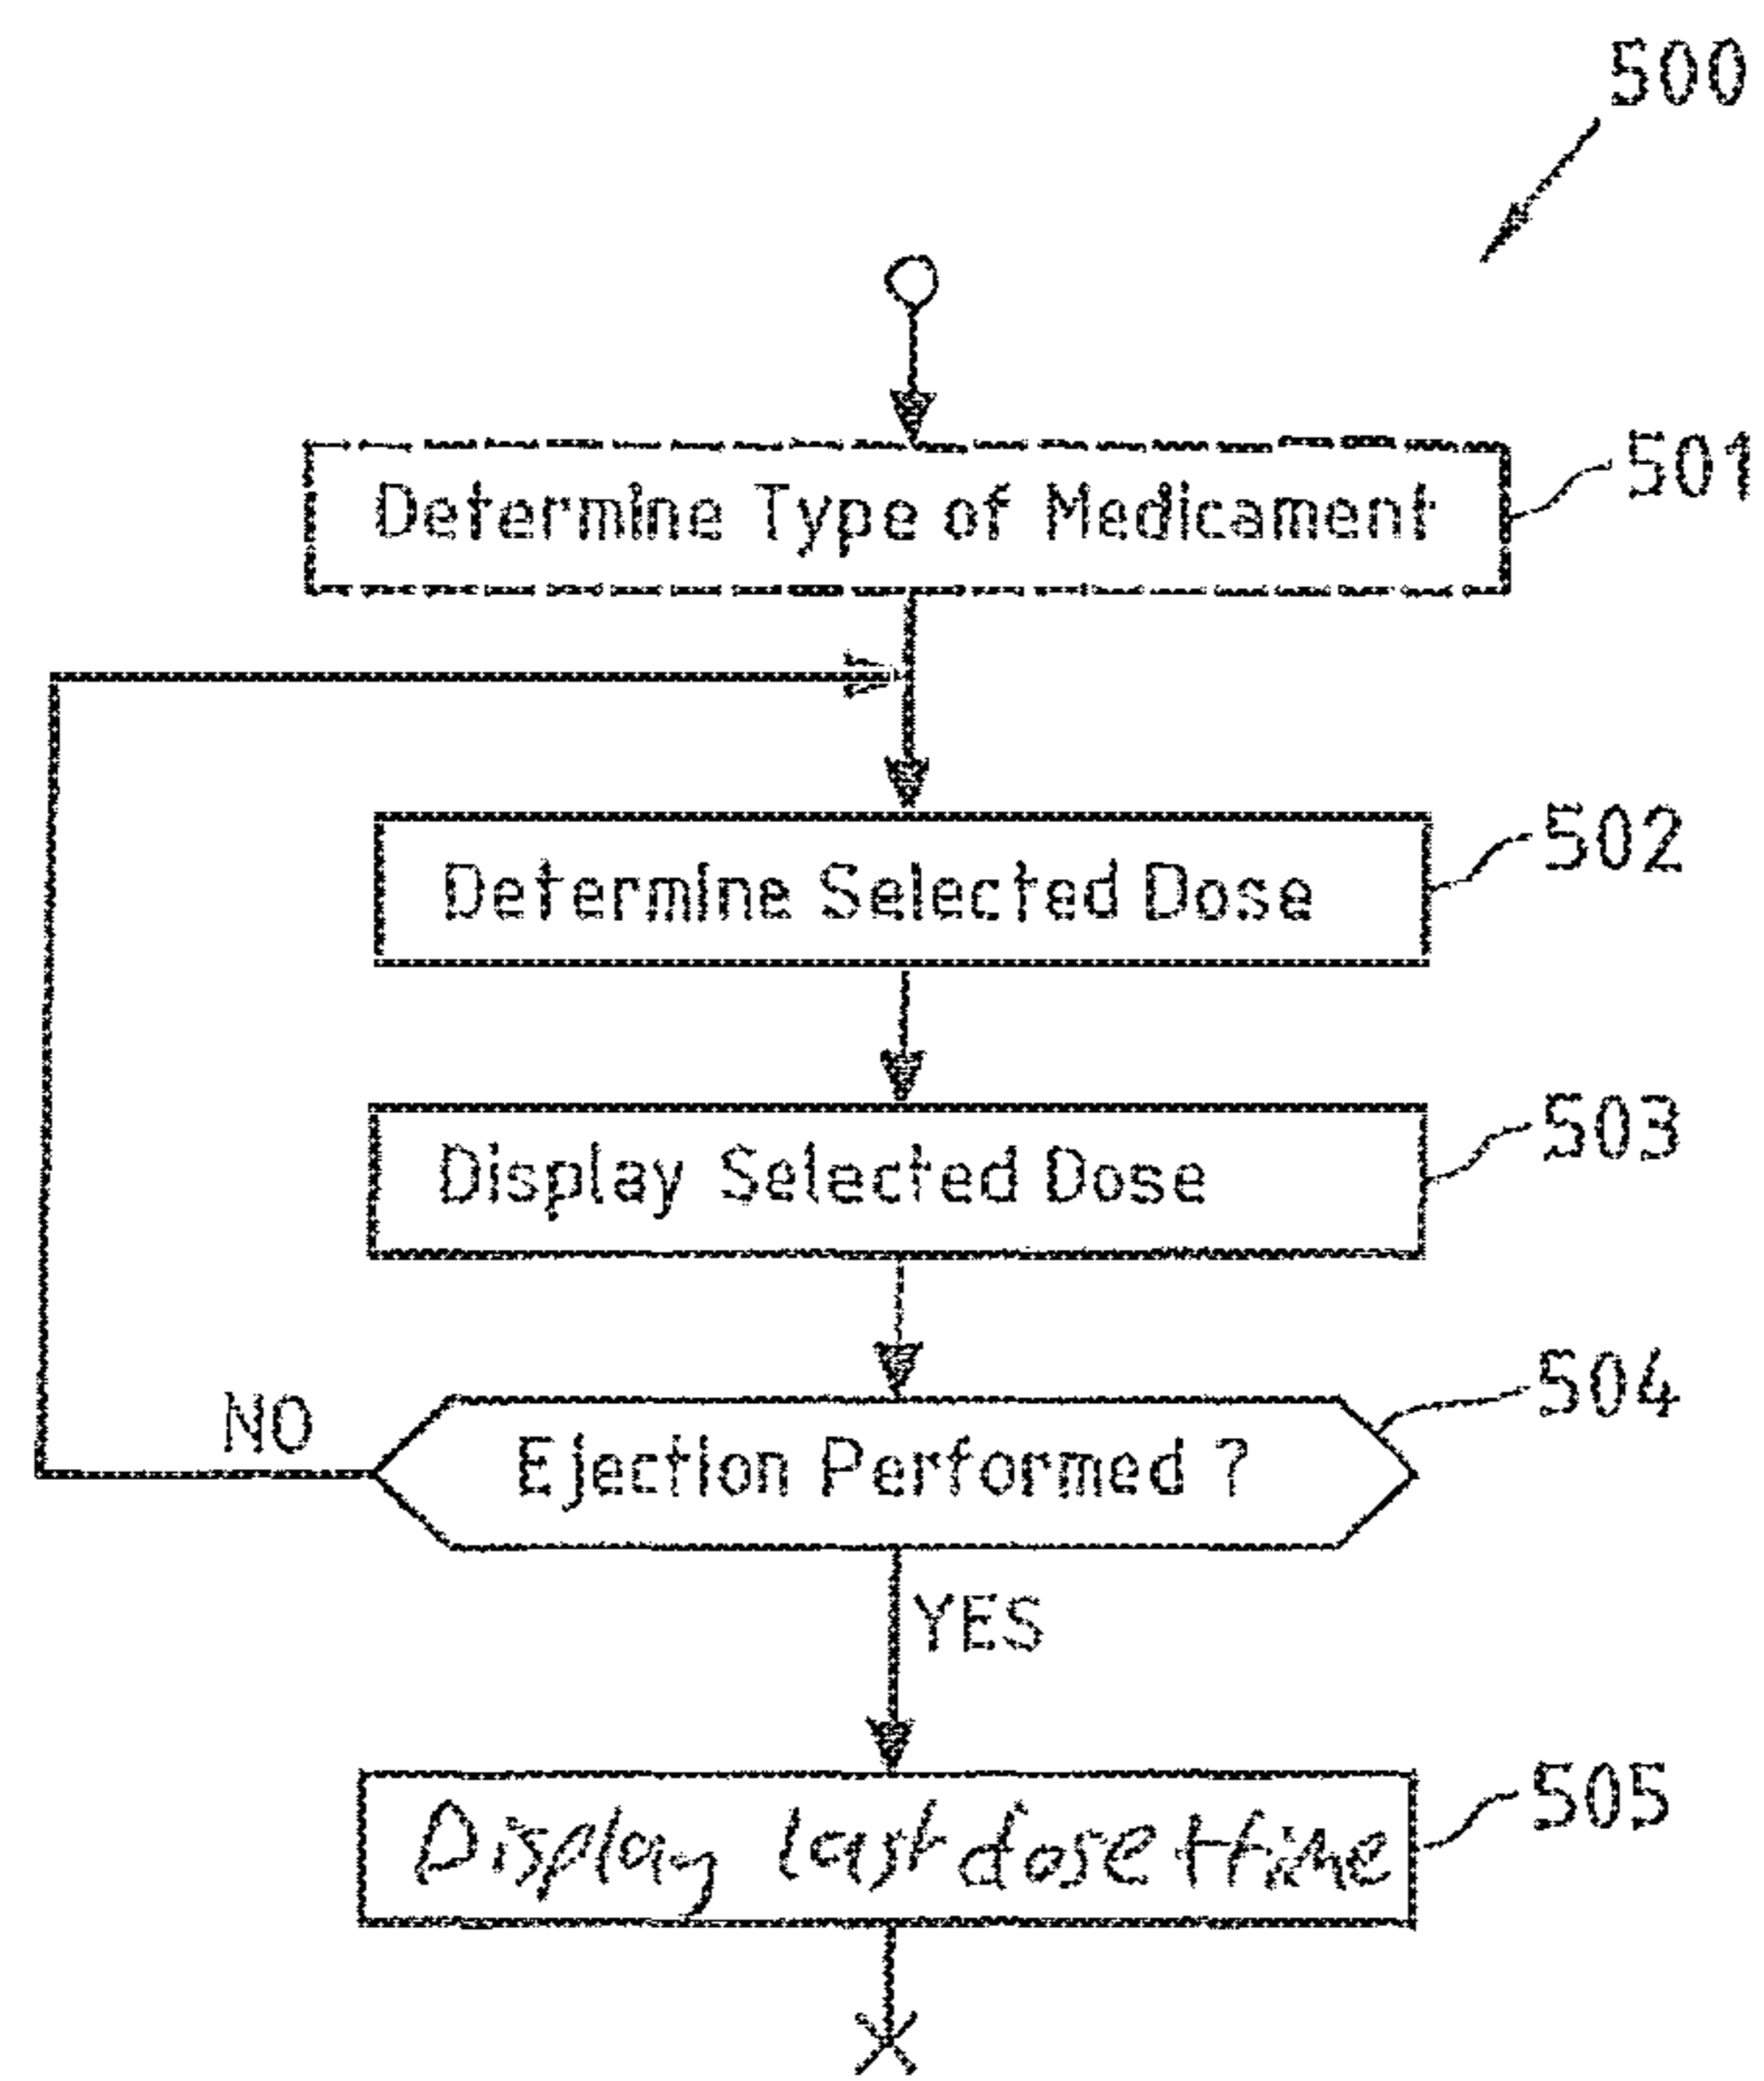 500
Determine Type of Medicament
501
Determine Selected Dose
502
Display Selected Dose
503
Ejection Performed ?
504
NO
YES
Display last dose + time
505